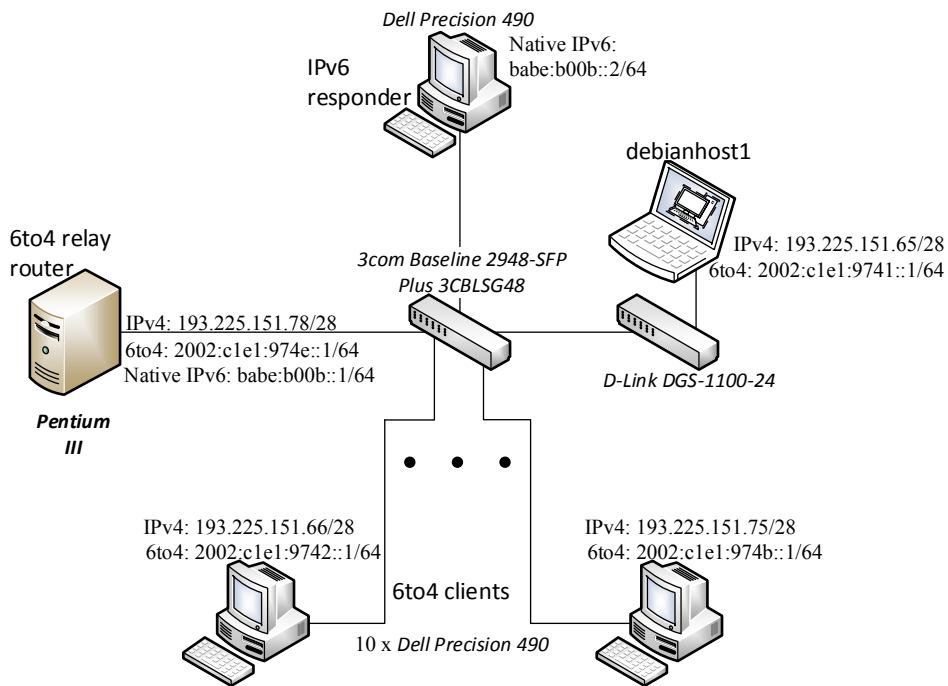 Dell Precision 490
Native IPv6:
babe:b00b::2/64
IPv6
responder
debianhost1
IPv4: 193.225.151.65/28
6to4: 2002:c1e1:9741::1/64
6to4 relay
router
3com Baseline 2948-SFP
Plus 3CBLSG48
IPv4: 193.225.151.78/28
6to4: 2002:c1e1:974e::1/64
Native IPv6: babe:b00b::1/64
D-Link DGS-1100-24
Pentium
III
IPv4: 193.225.151.66/28
6to4: 2002:c1e1:9742::1/64
IPv4: 193.225.151.75/28
6to4: 2002:c1e1:974b::1/64
6to4 clients
10 x Dell Precision 490